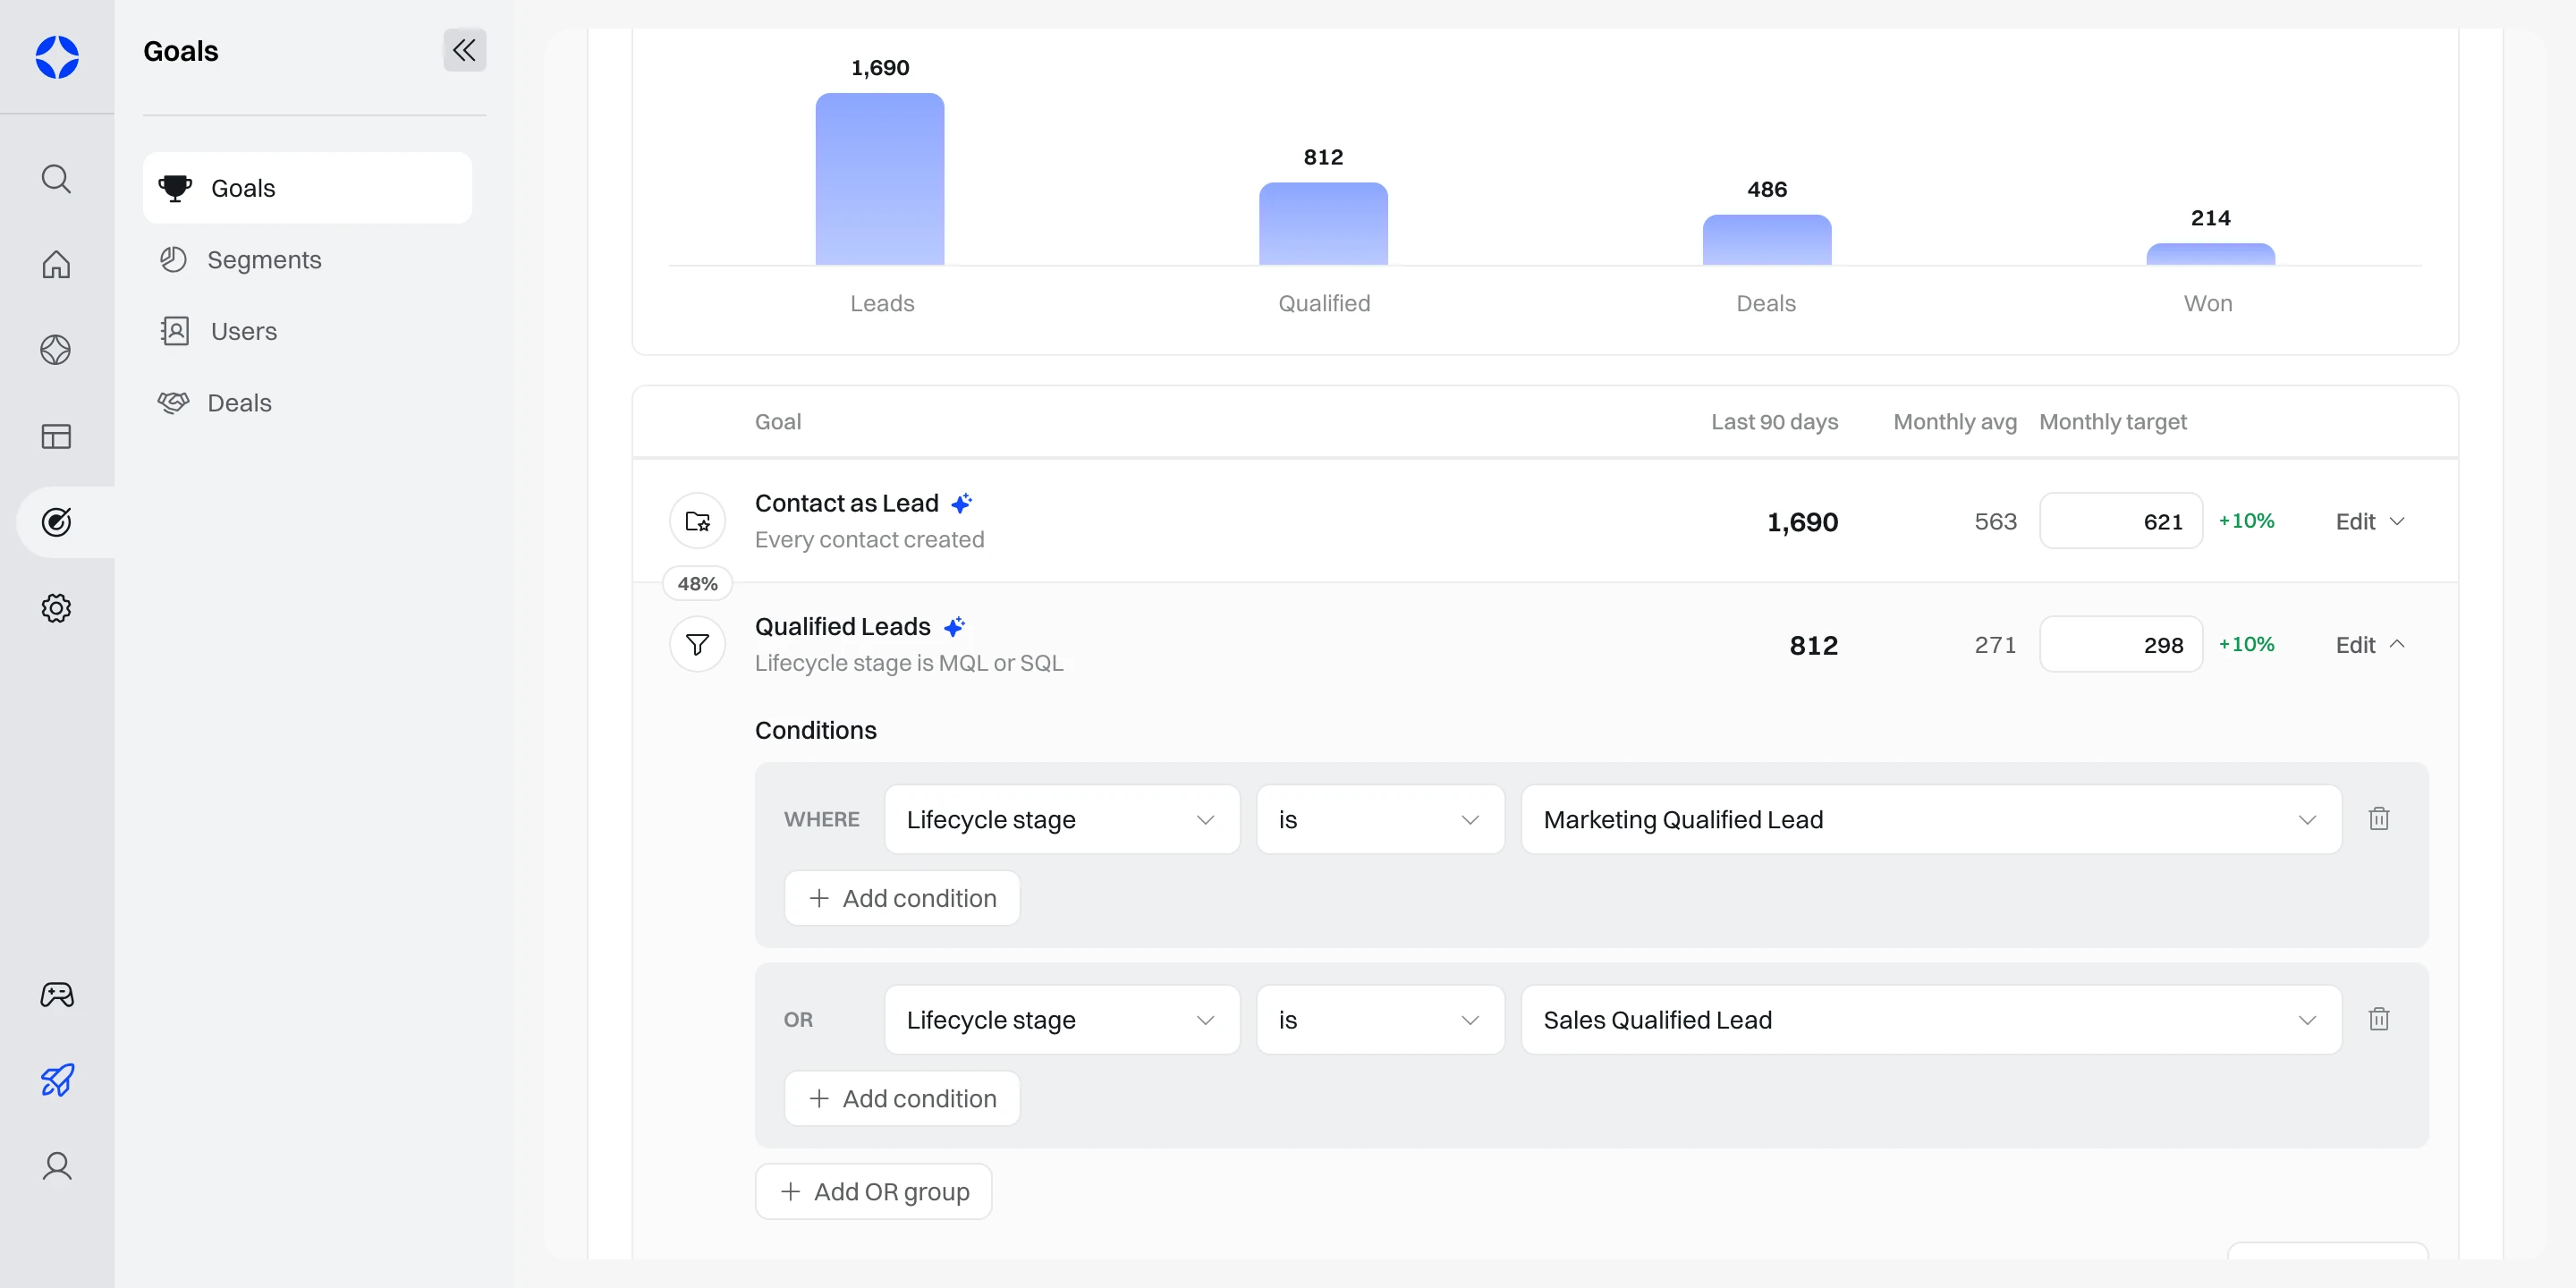 Goals
Goals
Segments
Users
Deals
1,690
812
486
214
Leads
Qualified
Deals
Won
Goal
Last 90 days
Monthly avg
Monthly target
Contact as Lead
Every contact created
1,690
563
621
+10%
Edit
48%
Qualified Leads
Lifecycle stage is MQL or SQL
812
271
298
+10%
Edit
Conditions
WHERE
Lifecycle stage
is
Marketing Qualified Lead
Add condition
OR
Lifecycle stage
is
Sales Qualified Lead
Add condition
Add OR group